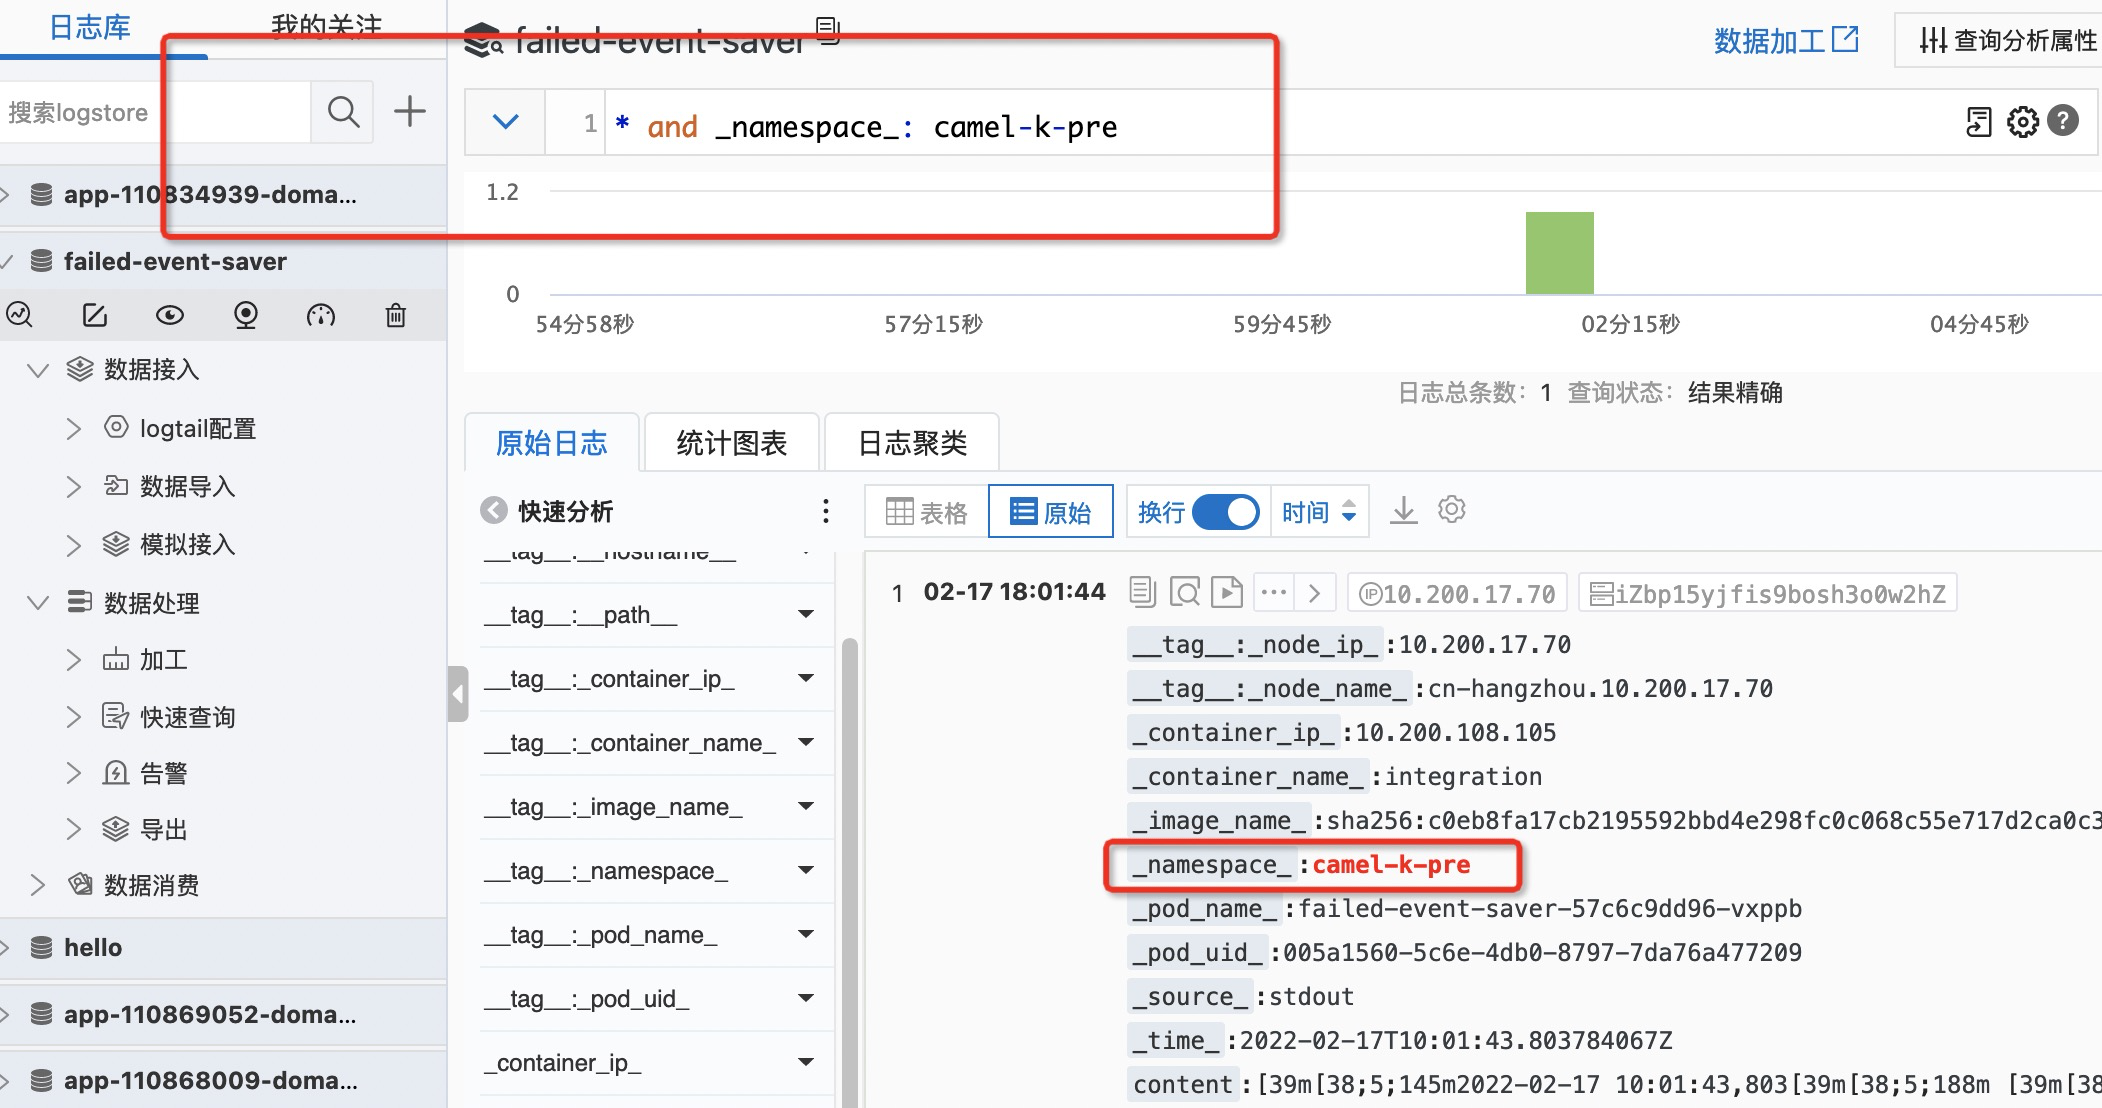 日志库
我的关注
搜索logstore
app-110834939-doma...
failed-event-saver
数据接入
logtail配置
数据导入
模拟接入
数据处理
加工
快速查询
告警
导出
数据消费
hello
app-110869052-doma...
app-110868009-doma...
failed-event-saver
数据加工
查询分析属性
1
* and _namespace_: camel-k-pre
?
1.2
0
54分58秒
57分15秒
59分45秒
02分15秒
04分45秒
日志总条数: 1 查询状态: 结果精确
原始日志
统计图表
日志聚类
快速分析
__tag__:__hostname__
__tag__:__path__
__tag__:_container_ip_
__tag__:_container_name_
__tag__:_image_name_
__tag__:_namespace_
__tag__:_pod_name_
__tag__:_pod_uid_
_container_ip_
表格
原始
换行
时间
1 02-17 18:01:44
IP 10.200.17.70
iZbp15yjfis9bosh3o0w2hZ
__tag__:_node_ip_ :10.200.17.70
__tag__:_node_name_ :cn-hangzhou.10.200.17.70
_container_ip_ :10.200.108.105
_container_name_ :integration
_image_name_ :sha256:c0eb8fa17cb2195592bbd4e298fc0c068c55e717d2ca0c3
_namespace_ :camel-k-pre
_pod_name_ :failed-event-saver-57c6c9dd96-vxppb
_pod_uid_ :005a1560-5c6e-4db0-8797-7da76a477209
_source_ :stdout
_time_ :2022-02-17T10:01:43.803784067Z
content :[39m[38;5;145m2022-02-17 10:01:43,803[39m[38;5;188m [39m[38